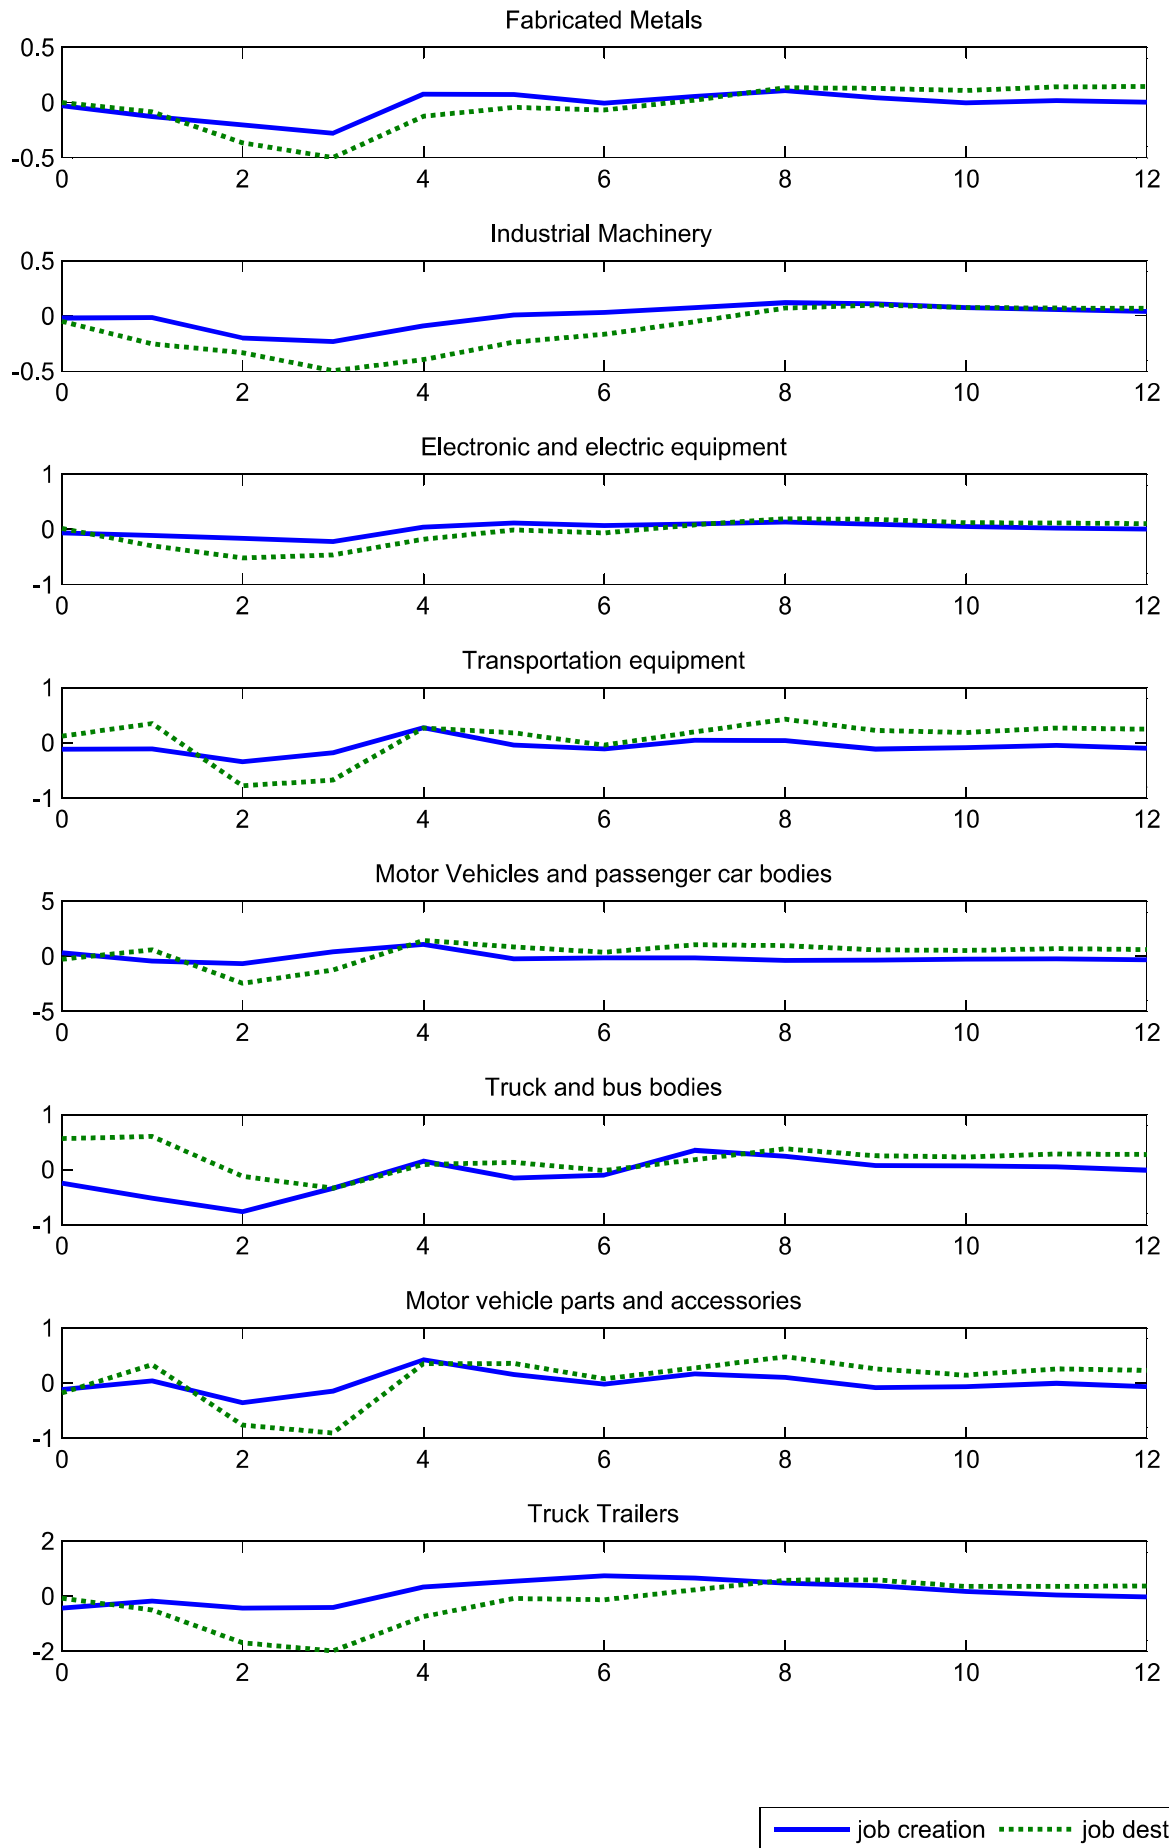 Fabricated Metals
0.5
0
-0.5
0 2 4 6 8 10 12
Industrial Machinery
0.5
0
-0.5
0 2 4 6 8 10 12
Electronic and electric equipment
1
0
-1
0 2 4 6 8 10 12
Transportation equipment
1
0
-1
0 2 4 6 8 10 12
Motor Vehicles and passenger car bodies
5
0
-5
0 2 4 6 8 10 12
Truck and bus bodies
1
0
-1
0 2 4 6 8 10 12
Motor vehicle parts and accessories
1
0
-1
0 2 4 6 8 10 12
Truck Trailers
2
0
-2
0 2 4 6 8 10 12
job creation job dest